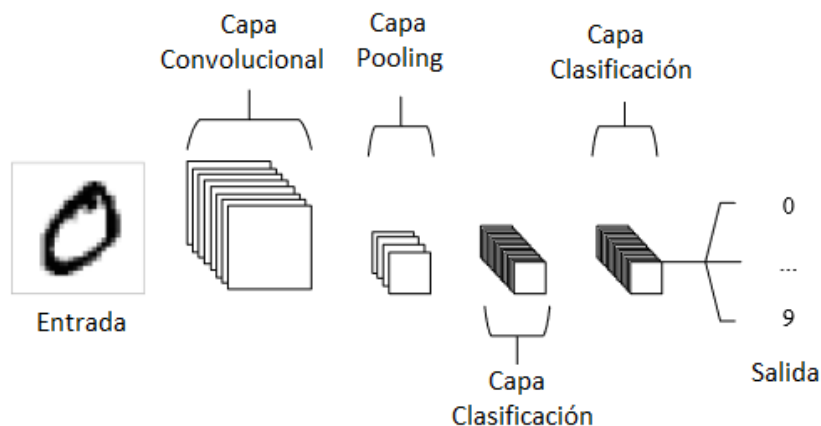 Capa
Convolucional
Capa
Pooling
Capa
Clasificación
Entrada
Capa
Clasificación
0
...
9
Salida